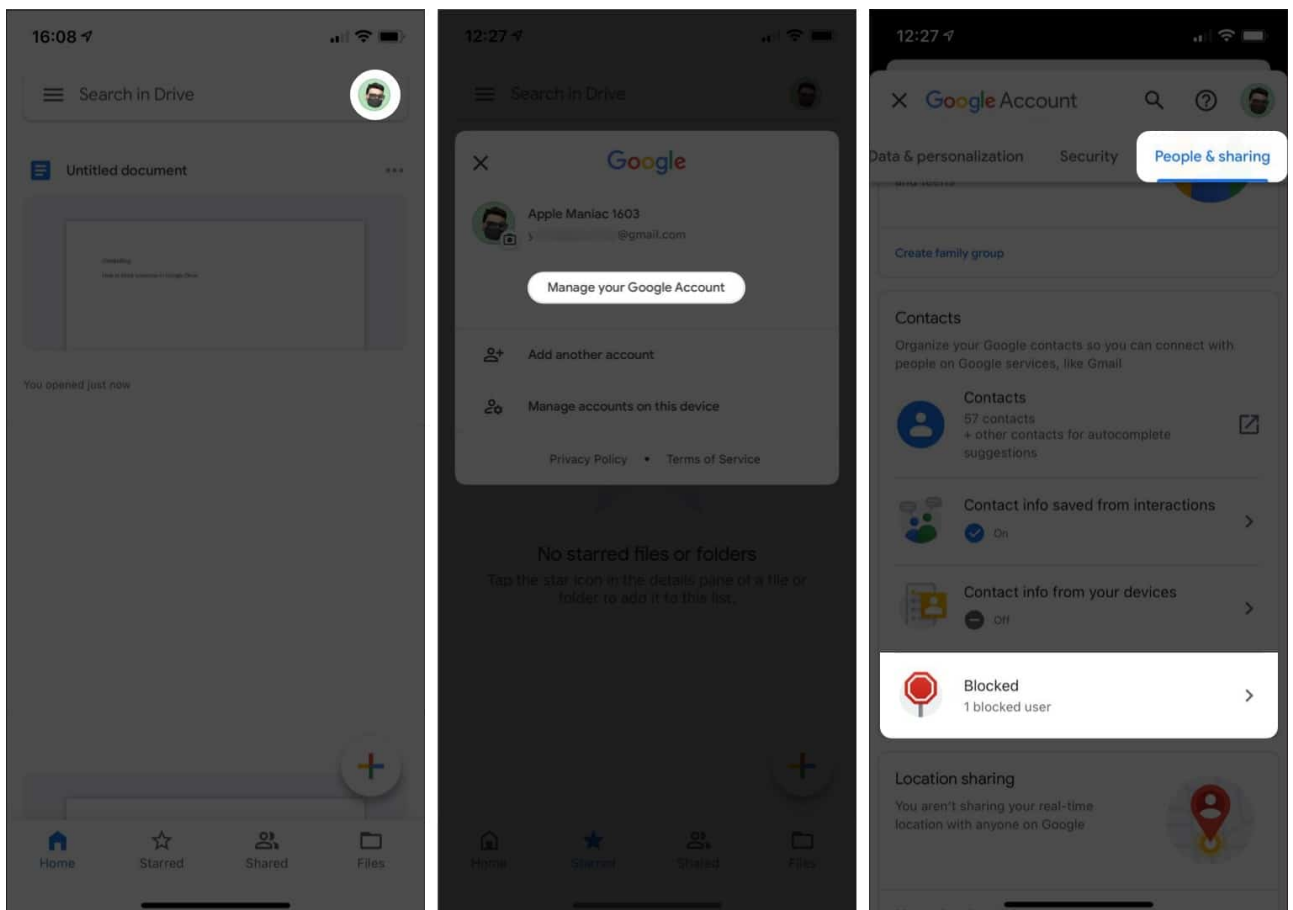 16:08
Search in Drive
Untitled document
You opened just now
Home
Starred
Shared
Files
12:27
Search in Drive
Google
Apple Maniac 1603
@gmail.com
Manage your Google Account
Add another account
Manage accounts on this device
Privacy Policy • Terms of Service
No starred files or folders
Tap the star icon in the details pane of a file or
folder to add it to this list.
Home
Starred
Shared
Files
12:27
Google Account
Data & personalization
Security
People & sharing
and teens
Create family group
Contacts
Organize your Google contacts so you can connect with
people on Google services, like Gmail
Contacts
57 contacts
+ other contacts for autocomplete
suggestions
Contact info saved from interactions
On
Contact info from your devices
Off
Blocked
1 blocked user
Location sharing
You aren't sharing your real-time
location with anyone on Google